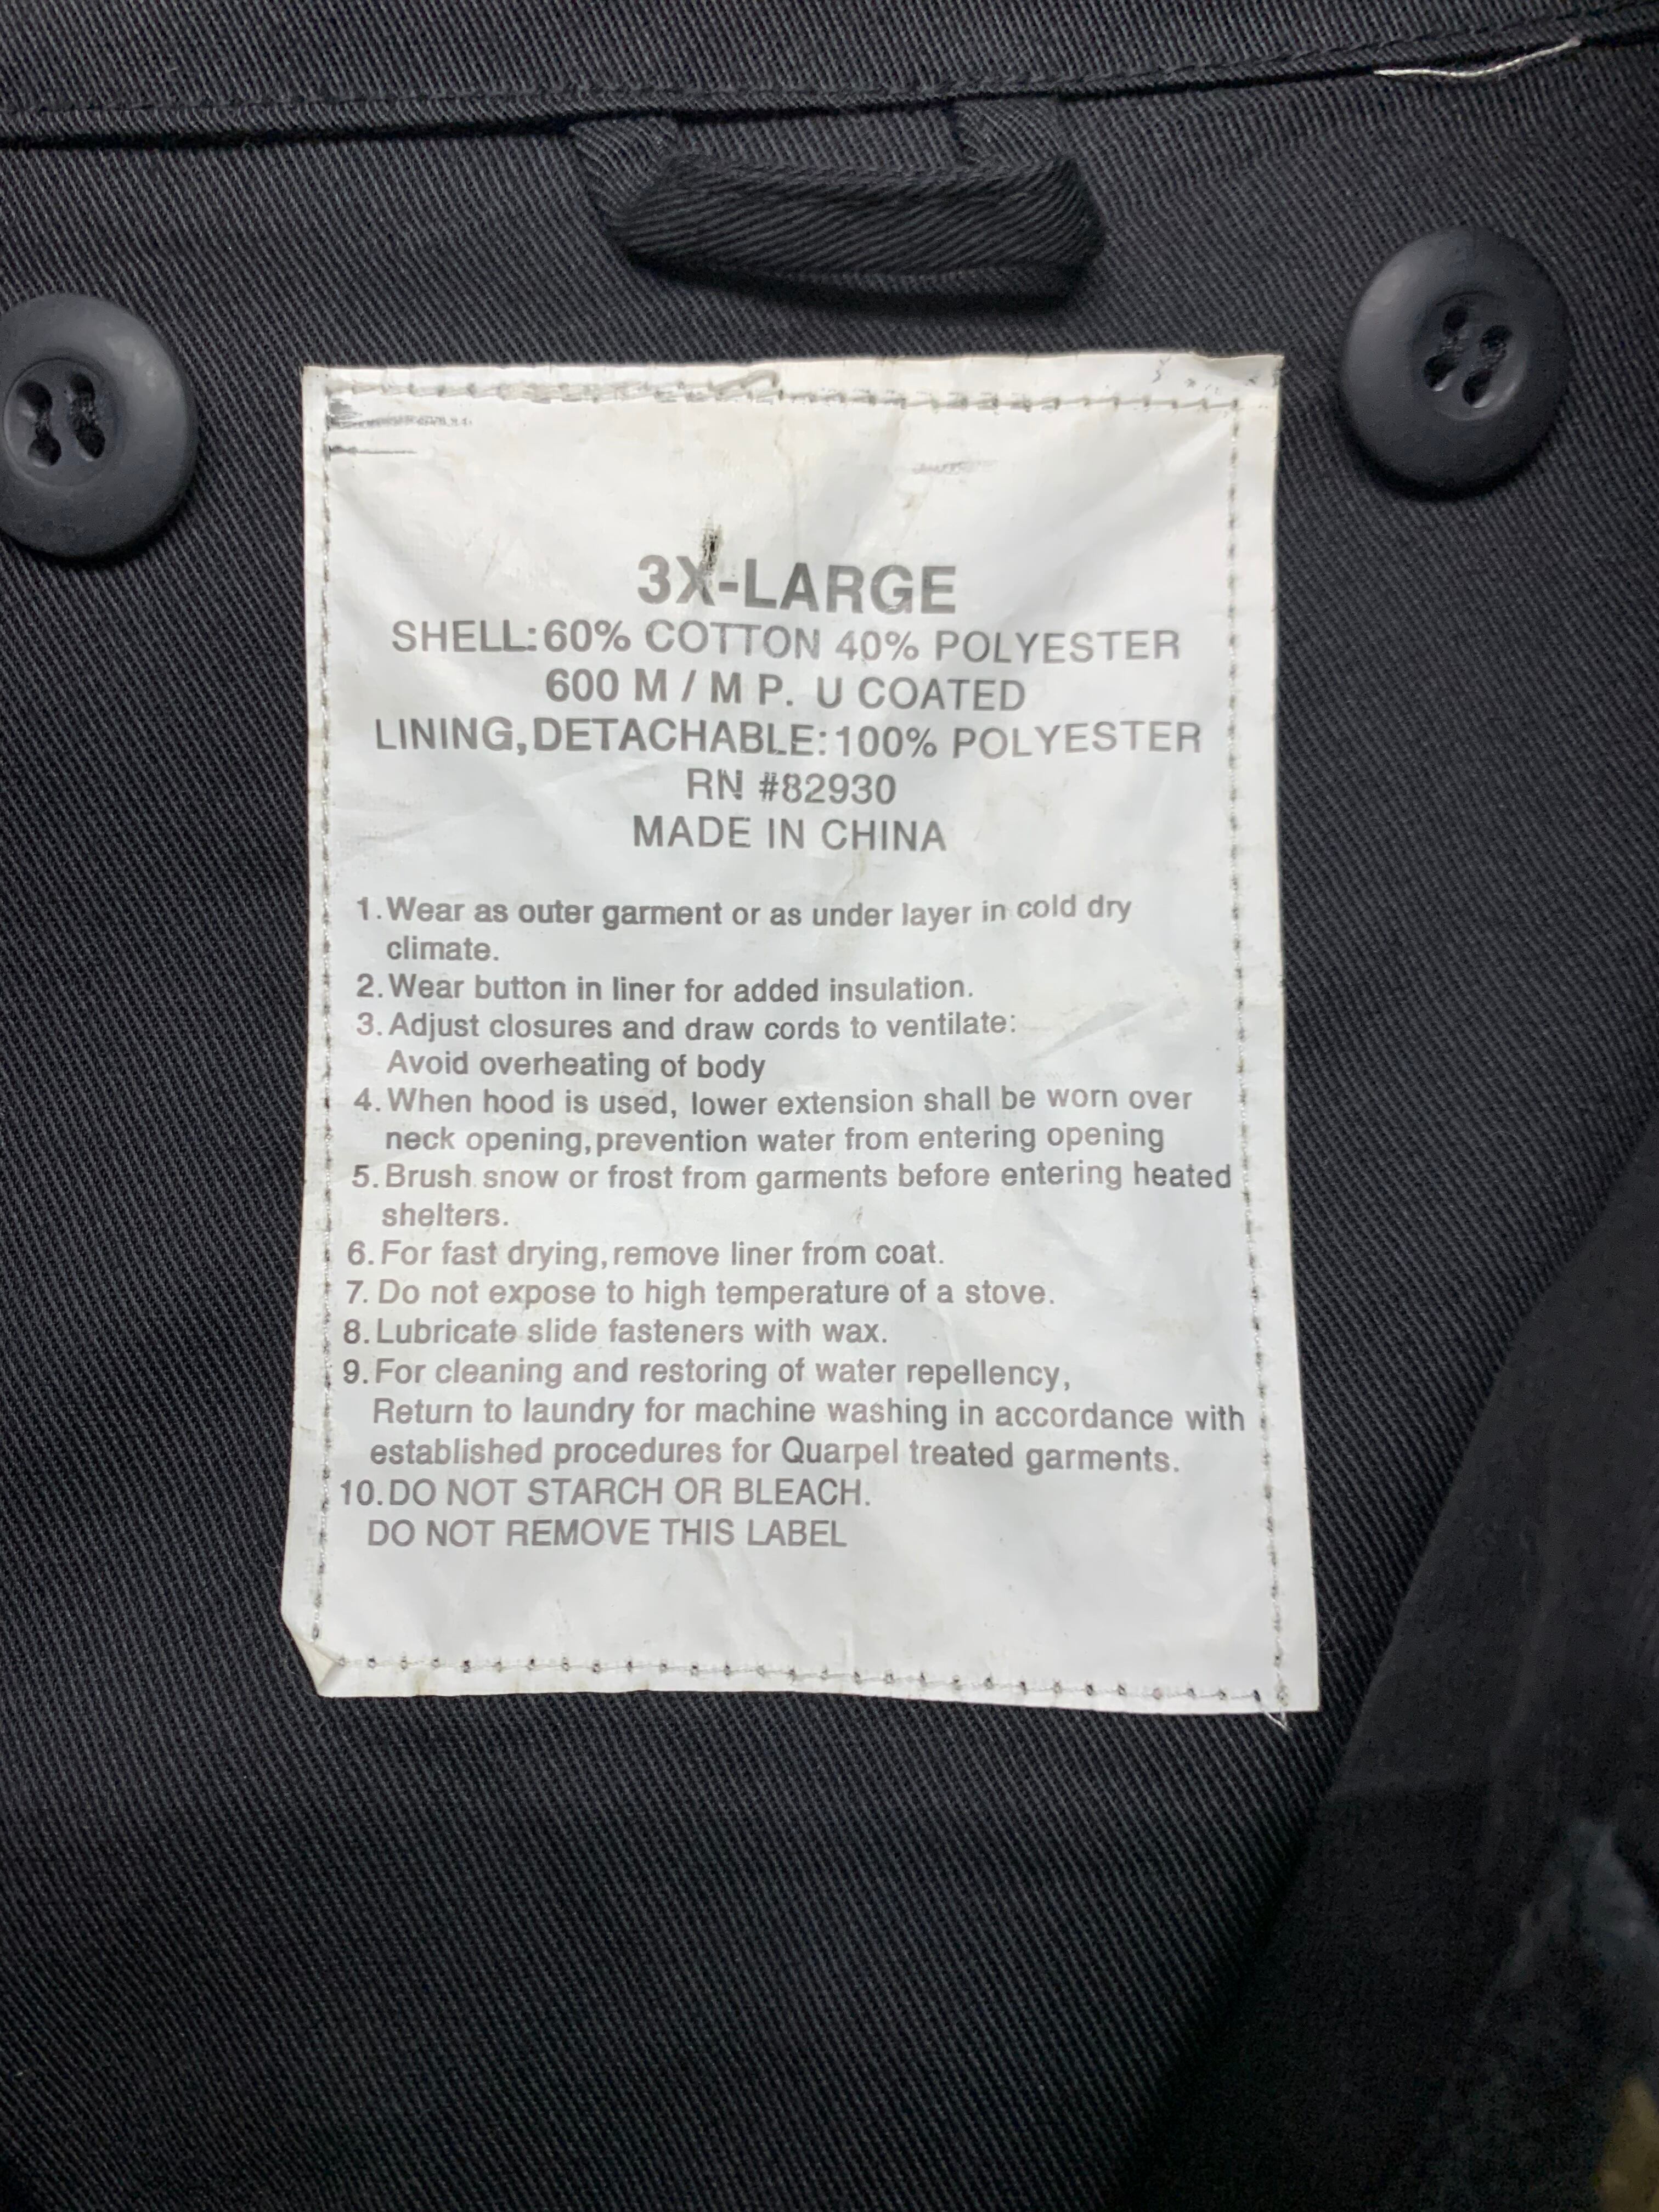 3X-LARGE
SHELL:60% COTTON 40% POLYESTER
600 M / M P. U COATED
LINING,DETACHABLE:100% POLYESTER
RN #82930
MADE IN CHINA
1.Wear as outer garment or as under layer in cold dry
climate.
2.Wear button in liner for added insulation.
3.Adjust closures and draw cords to ventilate:
Avoid overheating of body
4.When hood is used, lower extension shall be worn over
neck opening,prevention water from entering opening
5.Brush snow or frost from garments before entering heated
shelters.
6.For fast drying,remove liner from coat.
7. Do not expose to high temperature of a stove.
8.Lubricate slide fasteners with wax.
9.For cleaning and restoring of water repellency,
Return to laundry for machine washing in accordance with
established procedures for Quarpel treated garments.
10.DO NOT STARCH OR BLEACH.
DO NOT REMOVE THIS LABEL